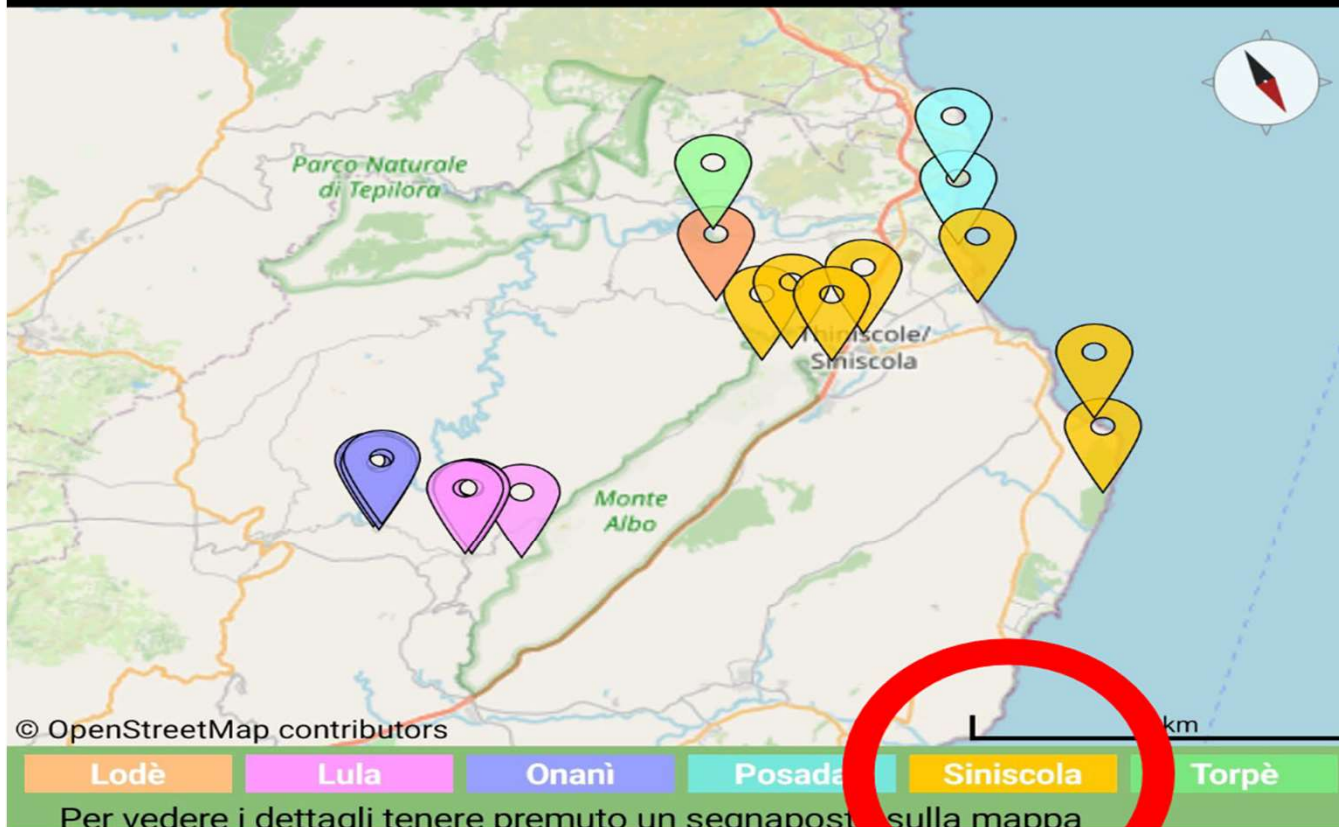 Parco Naturale
di Tepilora
Thiniscole/
Siniscola
Monte
Albo
© OpenStreetMap contributors
km
Lodè Lula Onanì Posada Siniscola Torpè
Per vedere i dettagli tenere premuto un segnaposto sulla mappa